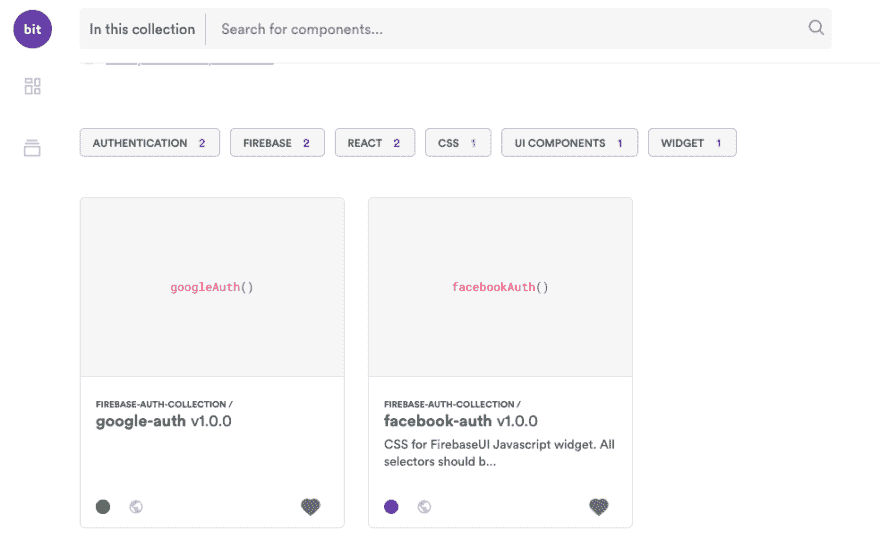 bit
In this collection
Search for components...
AUTHENTICATION 2
FIREBASE 2
REACT 2
CSS 1
UI COMPONENTS 1
WIDGET 1
googleAuth()
FIREBASE-AUTH-COLLECTION /
google-auth v1.0.0
facebookAuth()
FIREBASE-AUTH-COLLECTION /
facebook-auth v1.0.0
CSS for FirebaseUI Javascript widget. All
selectors should b...